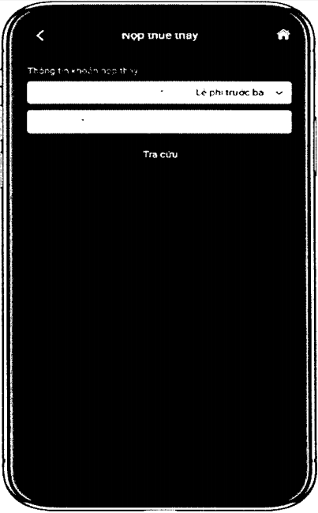 Nộp thuế thay
Thông tin khoản nộp thay
Lệ phí trước bạ
Tra cứu